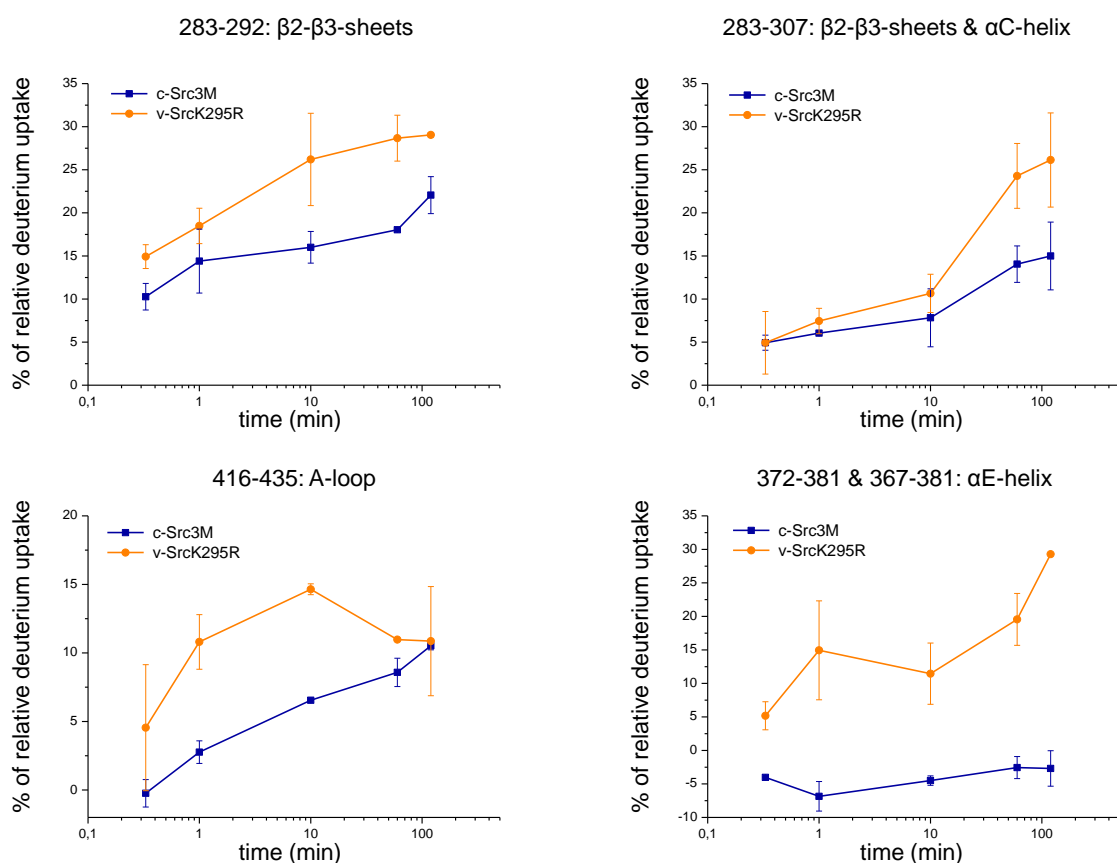 283-292: β2-β3-sheets
% of relative deuterium uptake
35
30
25
20
15
10
5
0
c-Src3M
v-SrcK295R
0,1
1
10
100
time (min)
283-307: β2-β3-sheets & αC-helix
% of relative deuterium uptake
35
30
25
20
15
10
5
0
c-Src3M
v-SrcK295R
0,1
1
10
100
time (min)
416-435: A-loop
% of relative deuterium uptake
20
15
10
5
0
c-Src3M
v-SrcK295R
0,1
1
10
100
time (min)
372-381 & 367-381: αE-helix
% of relative deuterium uptake
35
30
25
20
15
10
5
0
-5
-10
c-Src3M
v-SrcK295R
0,1
1
10
100
time (min)